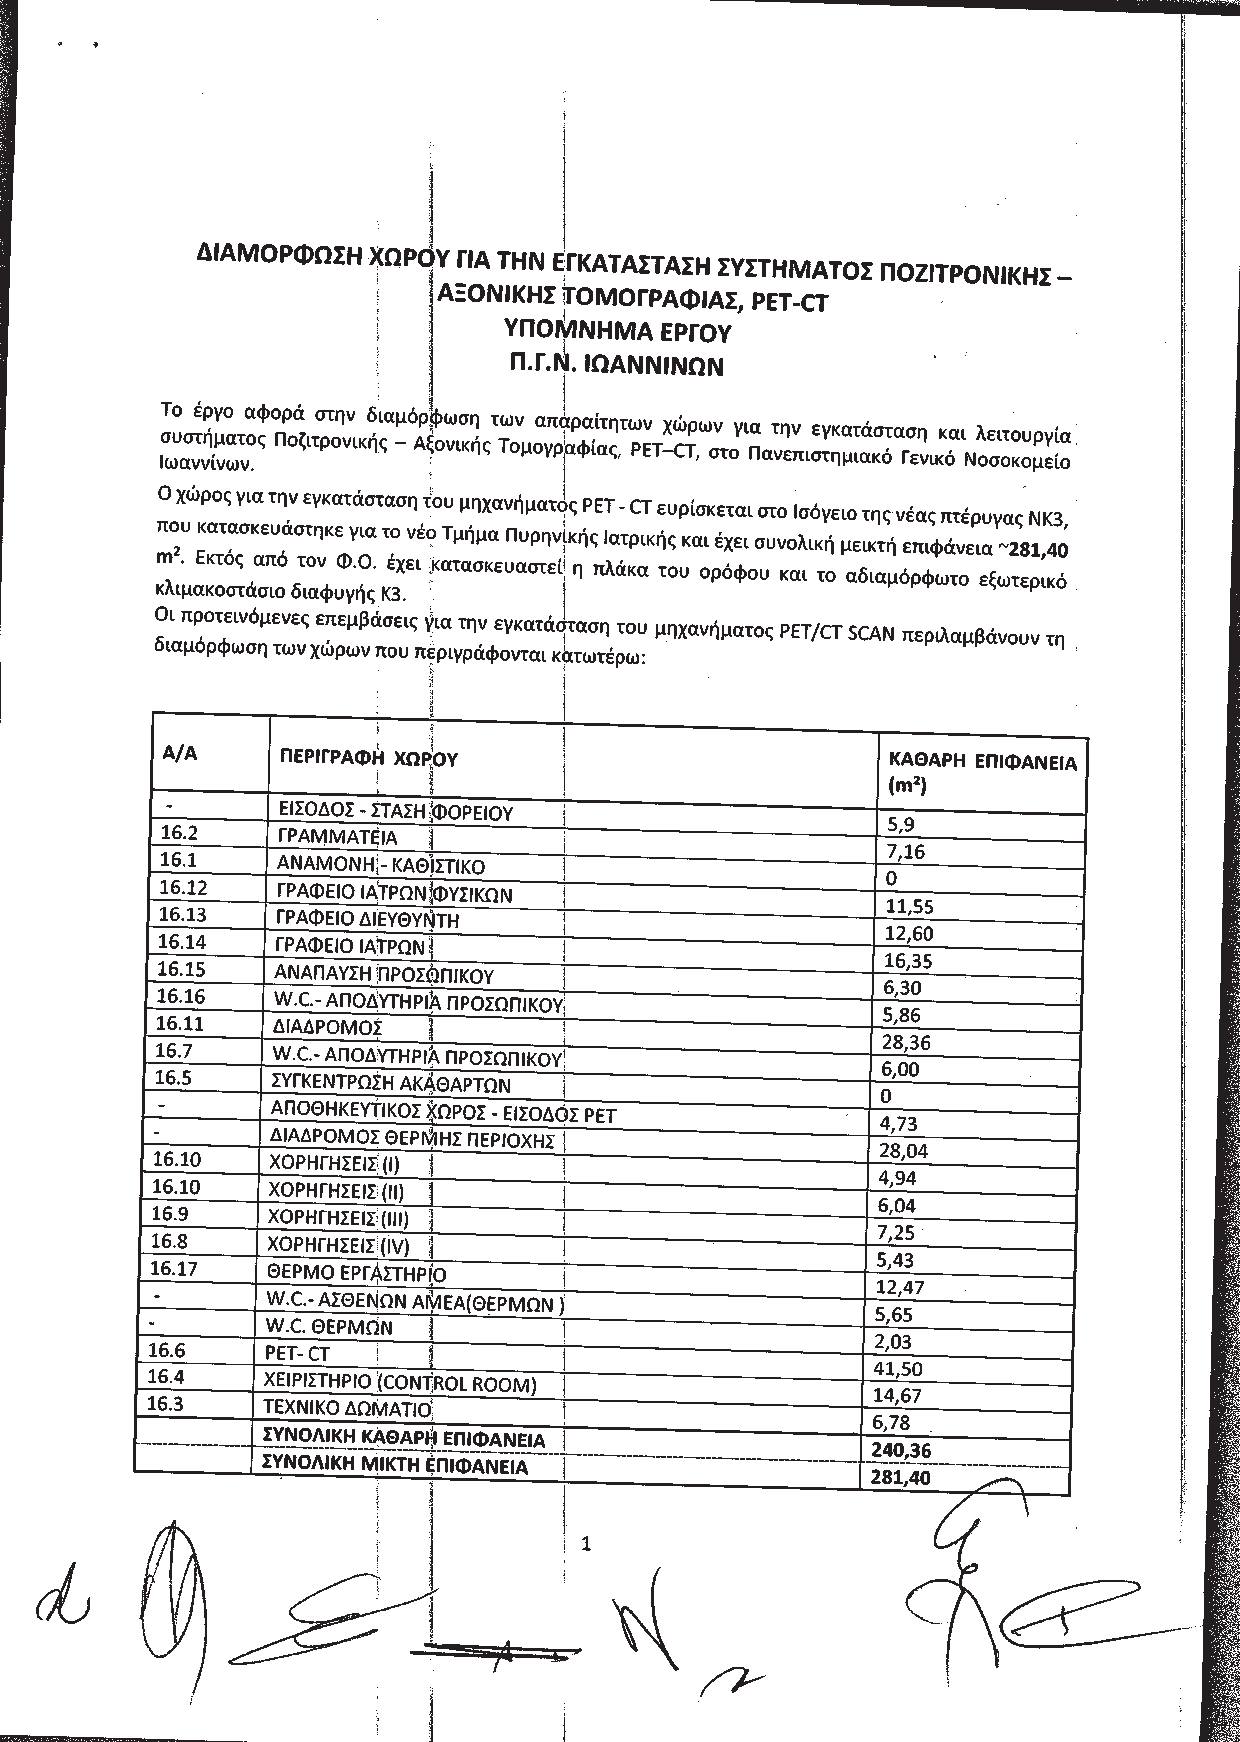 ΔΙΑΜΟΡΦΩΣΗ ΧΩΡΟΥ ΓΙΑ ΤΗΝ ΕΓΚΑΤΑΣΤΑΣΗ ΣΥΣΤΗΜΑΤΟΣ ΠΟΖΙΤΡΟΝΙΚΗΣ –
ΑΞΟΝΙΚΗΣ ΤΟΜΟΓΡΑΦΙΑΣ, PET-CT
ΥΠΟΜΝΗΜΑ ΕΡΓΟΥ
Π.Γ.Ν. ΙΩΑΝΝΙΝΩΝ
Το έργο αφορά στην διαμόρφωση των απαραίτητων χώρων για την εγκατάσταση και λειτουργία
συστήματος Ποζιτρονικής – Αξονικής Τομογραφίας, PET–CT, στο Πανεπιστημιακό Γενικό Νοσοκομείο
Ιωαννίνων.
Ο χώρος για την εγκατάσταση του μηχανήματος PET - CT ευρίσκεται στο Ισόγειο της νέας πτέρυγας ΝΚ3,
που κατασκευάστηκε για το νέο Τμήμα Πυρηνικής Ιατρικής και έχει συνολική μεικτή επιφάνεια ~281,40
m². Εκτός από τον Φ.Ο. έχει κατασκευαστεί η πλάκα του ορόφου και το αδιαμόρφωτο εξωτερικό
κλιμακοστάσιο διαφυγής Κ3.
Οι προτεινόμενες επεμβάσεις για την εγκατάσταση του μηχανήματος PET/CT SCAN περιλαμβάνουν τη
διαμόρφωση των χώρων που περιγράφονται κατωτέρω:
Α/Α ΠΕΡΙΓΡΑΦΗ ΧΩΡΟΥ ΚΑΘΑΡΗ ΕΠΙΦΑΝΕΙΑ
(m²)
- ΕΙΣΟΔΟΣ - ΣΤΑΣΗ ΦΟΡΕΙΟΥ 5,9
16.2 ΓΡΑΜΜΑΤΕΙΑ 7,16
16.1 ΑΝΑΜΟΝΗ - ΚΑΘΙΣΤΙΚΟ 0
16.12 ΓΡΑΦΕΙΟ ΙΑΤΡΩΝ ΦΥΣΙΚΩΝ 11,55
16.13 ΓΡΑΦΕΙΟ ΔΙΕΥΘΥΝΤΗ 12,60
16.14 ΓΡΑΦΕΙΟ ΙΑΤΡΩΝ 16,35
16.15 ΑΝΑΠΑΥΣΗ ΠΡΟΣΩΠΙΚΟΥ 6,30
16.16 W.C.- ΑΠΟΔΥΤΗΡΙΑ ΠΡΟΣΩΠΙΚΟΥ 5,86
16.11 ΔΙΑΔΡΟΜΟΣ 28,36
16.7 W.C.- ΑΠΟΔΥΤΗΡΙΑ ΠΡΟΣΩΠΙΚΟΥ 6,00
16.5 ΣΥΓΚΕΝΤΡΩΣΗ ΑΚΑΘΑΡΤΩΝ 0
- ΑΠΟΘΗΚΕΥΤΙΚΟΣ ΧΩΡΟΣ - ΕΙΣΟΔΟΣ PET 4,73
- ΔΙΑΔΡΟΜΟΣ ΘΕΡΜΗΣ ΠΕΡΙΟΧΗΣ 28,04
16.10 ΧΟΡΗΓΗΣΕΙΣ (I) 4,94
16.10 ΧΟΡΗΓΗΣΕΙΣ (II) 6,04
16.9 ΧΟΡΗΓΗΣΕΙΣ (III) 7,25
16.8 ΧΟΡΗΓΗΣΕΙΣ (IV) 5,43
16.17 ΘΕΡΜΟ ΕΡΓΑΣΤΗΡΙΟ 12,47
- W.C.- ΑΣΘΕΝΩΝ ΑΜΕΑ(ΘΕΡΜΩΝ ) 5,65
- W.C. ΘΕΡΜΩΝ 2,03
16.6 PET- CT 41,50
16.4 ΧΕΙΡΙΣΤΗΡΙΟ (CONTROL ROOM) 14,67
16.3 ΤΕΧΝΙΚΟ ΔΩΜΑΤΙΟ 6,78
ΣΥΝΟΛΙΚΗ ΚΑΘΑΡΗ ΕΠΙΦΑΝΕΙΑ 240,36
ΣΥΝΟΛΙΚΗ ΜΙΚΤΗ ΕΠΙΦΑΝΕΙΑ 281,40
1